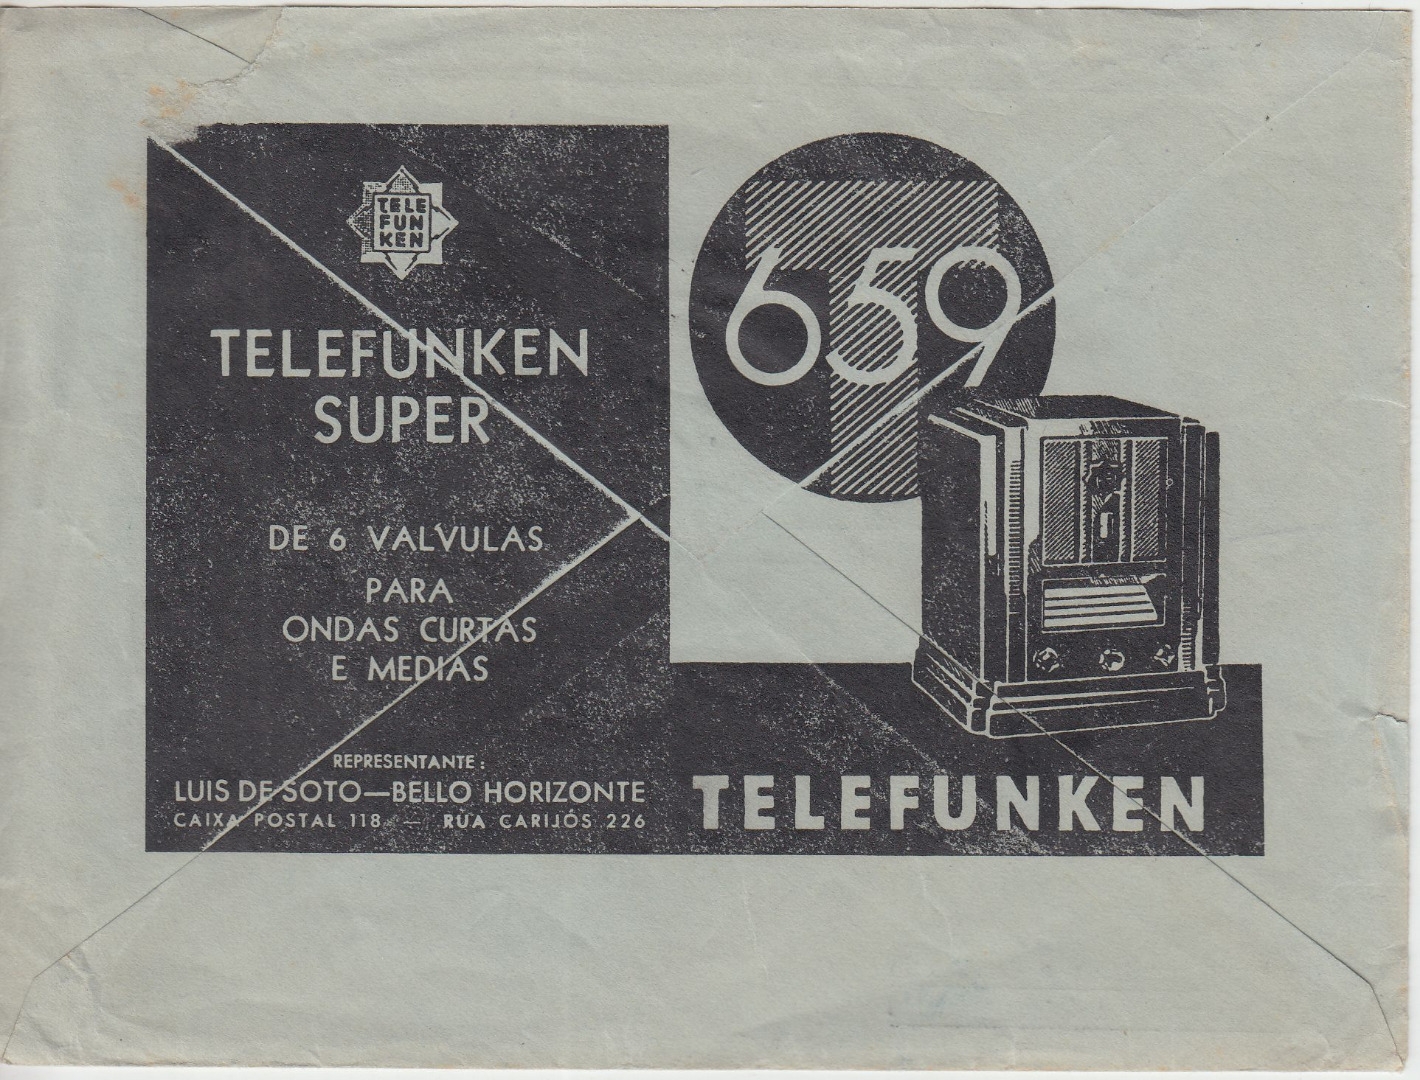 TELE
FUN
KEN
TELEFUNKEN
SUPER
DE 6 VALVULAS
PARA
ONDAS CURTAS
E MEDIAS
REPRESENTANTE:
LUIS DE SOTO—BELLO HORIZONTE
CAIXA POSTAL 118 — RUA CARIJÓS 226
659
TELEFUNKEN